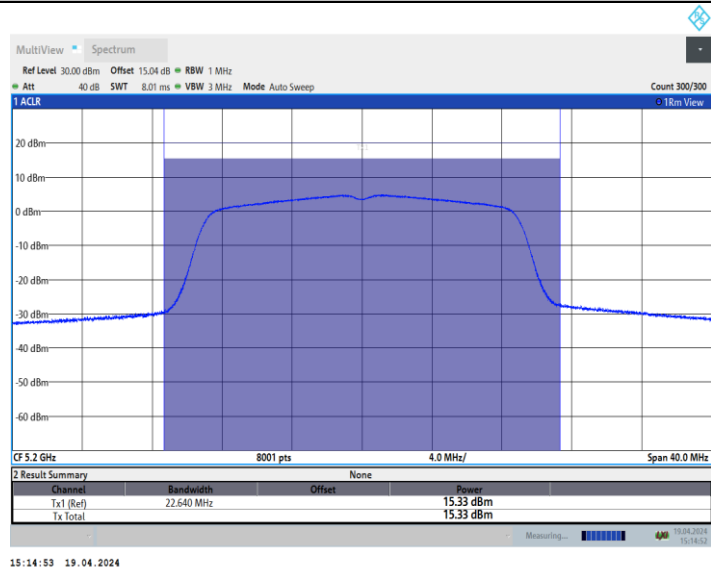 MultiView Spectrum
Ref Level 30.00 dBm Offset 15.04 dB RBW 1 MHz
Att 40 dB SWT 8.01 ms VBW 3 MHz Mode Auto Sweep Count 300/300
1 ACLR 1Rm View
20 dBm
10 dBm
0 dBm
-10 dBm
-20 dBm
-30 dBm
-40 dBm
-50 dBm
-60 dBm
CF 5.2 GHz 8001 pts 4.0 MHz/ Span 40.0 MHz
2 Result Summary None
Channel Bandwidth Offset Power
Tx1 (Ref) 22.640 MHz 15.33 dBm
Tx Total 15.33 dBm
Measuring... 19.04.2024
15:14:52
15:14:53 19.04.2024